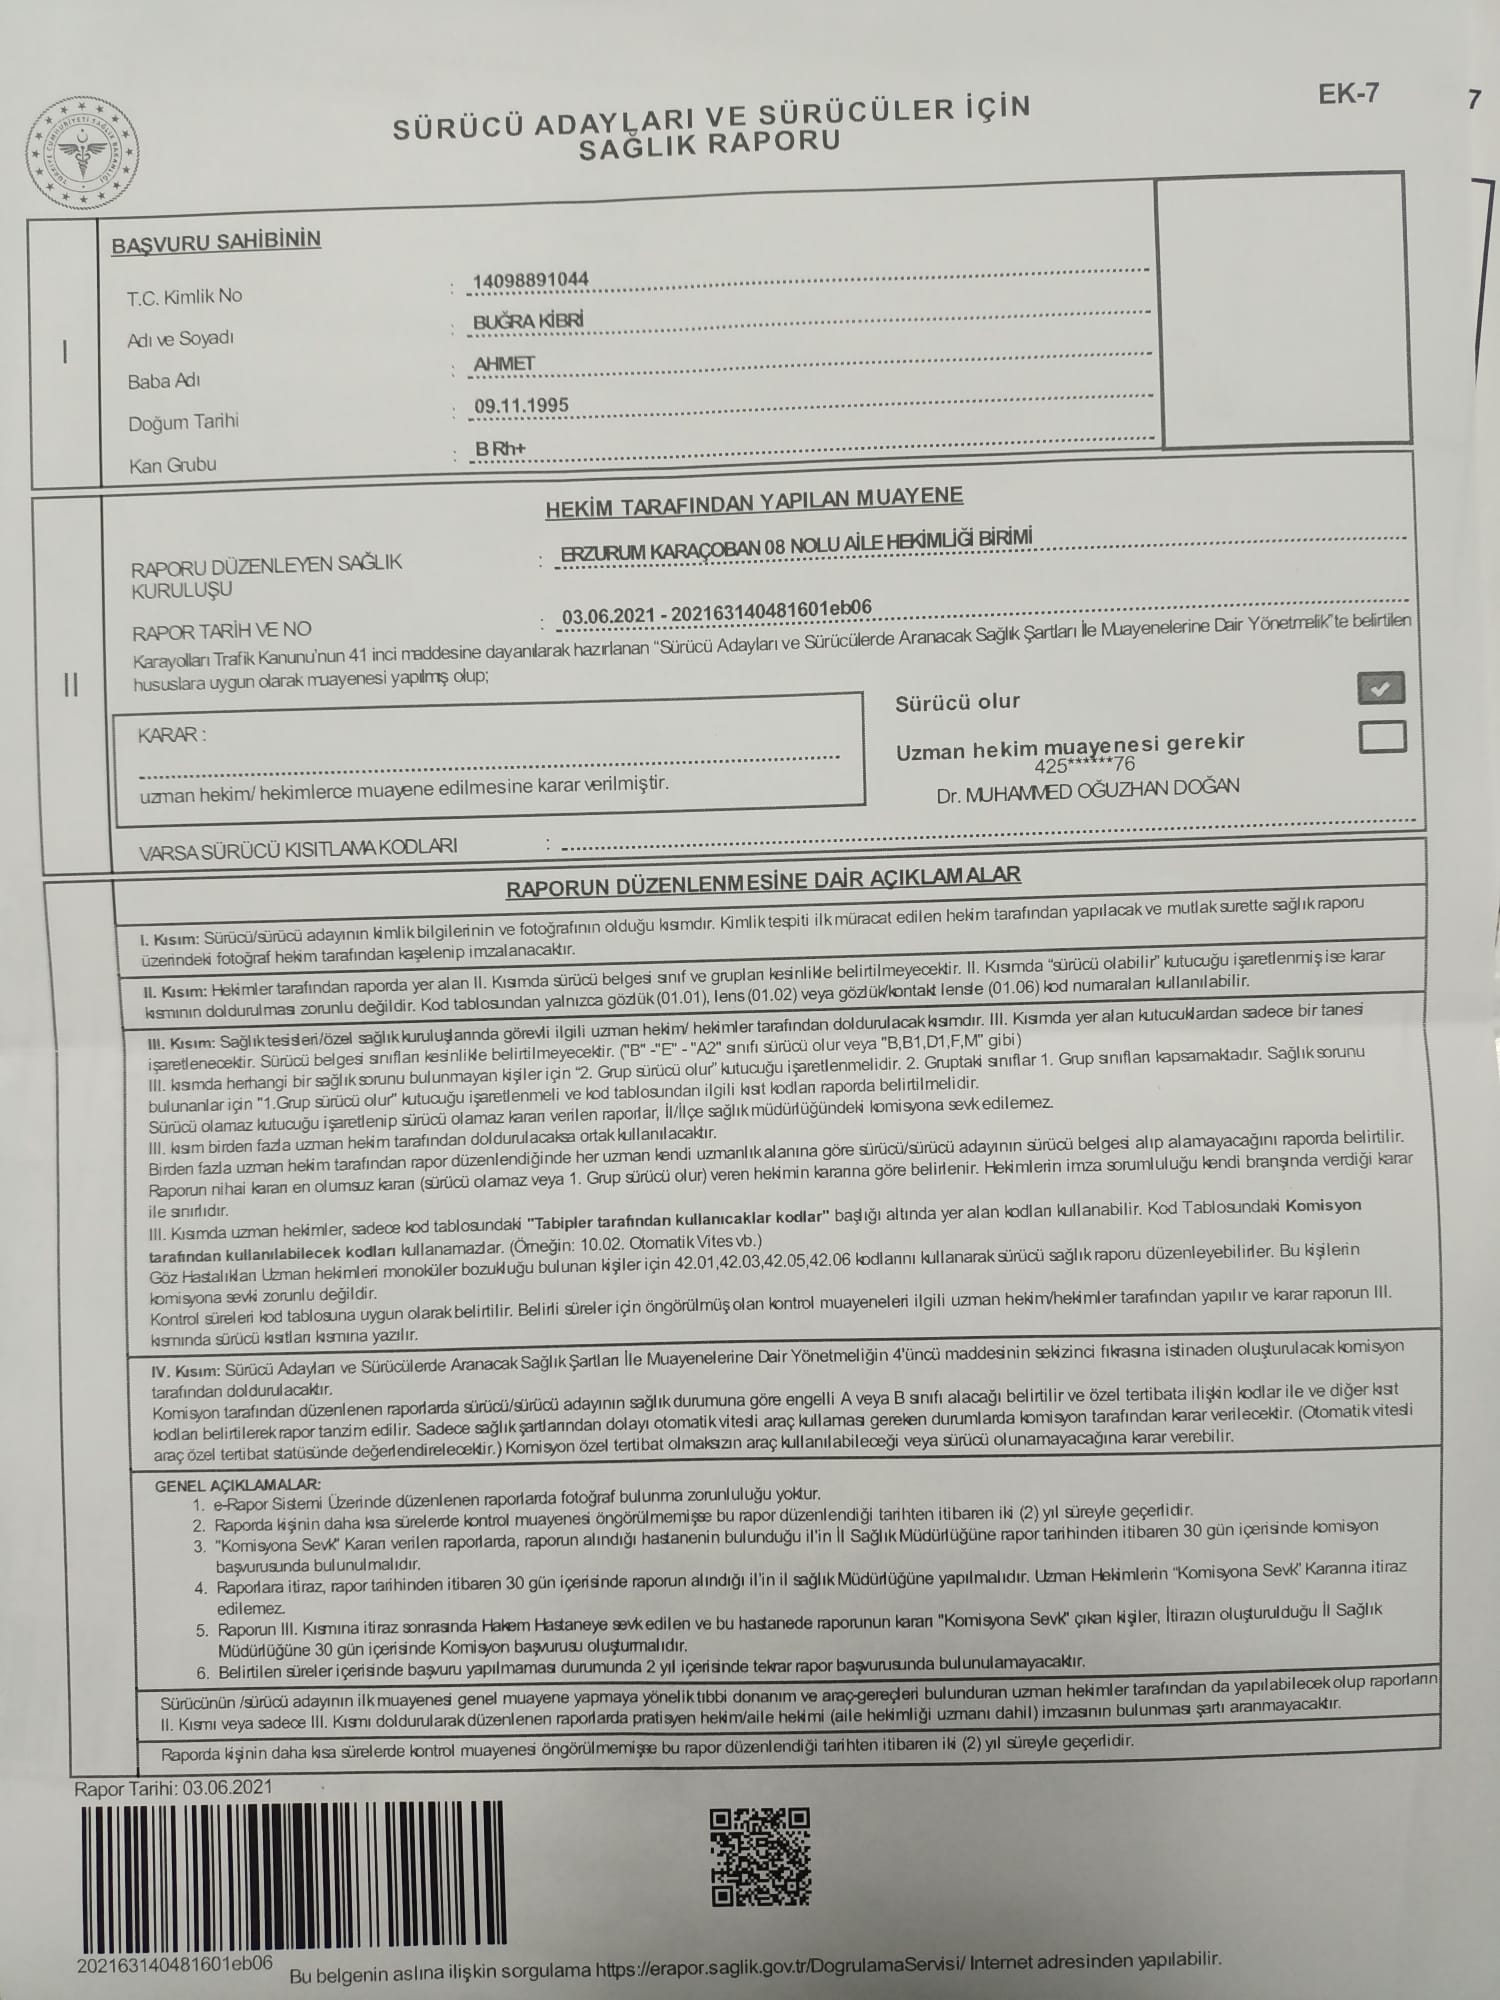 EK-7
7
SÜRÜCÜ ADAYLARI VE SÜRÜCÜLER İÇİN
SAĞLIK RAPORU
I
BAŞVURU SAHİBİNİN
T.C. Kimlik No : 14098891044
Adı ve Soyadı : BUĞRA KİBRİ
Baba Adı : AHMET
Doğum Tarihi : 09.11.1995
Kan Grubu : B Rh+
II
HEKİM TARAFINDAN YAPILAN MUAYENE
RAPORU DÜZENLEYEN SAĞLIK : ERZURUM KARAÇOBAN 08 NOLU AİLE HEKİMLİĞİ BİRİMİ
KURULUŞU
RAPOR TARİH VE NO : 03.06.2021 - 202163140481601eb06
Karayolları Trafik Kanunu'nun 41 inci maddesine dayanılarak hazırlanan “Sürücü Adayları ve Sürücülerde Aranacak Sağlık Şartları İle Muayenelerine Dair Yönetmelik”te belirtilen
hususlara uygun olarak muayenesi yapılmış olup;
KARAR :
uzman hekim/ hekimlerce muayene edilmesine karar verilmiştir.
Sürücü olur
Uzman hekim muayenesi gerekir
425******76
Dr. MUHAMMED OĞUZHAN DOĞAN
VARSA SÜRÜCÜ KISITLAMA KODLARI :
RAPORUN DÜZENLENMESİNE DAİR AÇIKLAMALAR
I. Kısım: Sürücü/sürücü adayının kimlik bilgilerinin ve fotoğrafının olduğu kısımdır. Kimlik tespiti ilk müracat edilen hekim tarafından yapılacak ve mutlak surette sağlık raporu
üzerindeki fotoğraf hekim tarafından kaşelenip imzalanacaktır.
II. Kısım: Hekimler tarafından raporda yer alan II. Kısımda sürücü belgesi sınıf ve grupları kesinlikle belirtilmeyecektir. II. Kısımda “sürücü olabilir” kutucuğu işaretlenmiş ise karar
kısmının doldurulması zorunlu değildir. Kod tablosundan yalnızca gözlük (01.01), lens (01.02) veya gözlük/kontakt lensle (01.06) kod numaraları kullanılabilir.
III. Kısım: Sağlık tesisleri/özel sağlık kuruluşlarında görevli ilgili uzman hekim/ hekimler tarafından doldurulacak kısımdır. III. Kısımda yer alan kutucuklardan sadece bir tanesi
işaretlenecektir. Sürücü belgesi sınıfları kesinlikle belirtilmeyecektir. ("B" -"E" - "A2" sınıfı sürücü olur veya "B,B1,D1,F,M" gibi)
III. kısımda herhangi bir sağlık sorunu bulunmayan kişiler için “2. Grup sürücü olur” kutucuğu işaretlenmelidir. 2. Gruptaki sınıflar 1. Grup sınıfları kapsamaktadır. Sağlık sorunu
bulunanlar için "1.Grup sürücü olur" kutucuğu işaretlenmeli ve kod tablosundan ilgili kısıt kodları raporda belirtilmelidir.
Sürücü olamaz kutucuğu işaretlenip sürücü olamaz kararı verilen raporlar, İl/İlçe sağlık müdürlüğündeki komisyona sevk edilemez.
III. kısım birden fazla uzman hekim tarafından doldurulacaksa ortak kullanılacaktır.
Birden fazla uzman hekim tarafından rapor düzenlendiğinde her uzman kendi uzmanlık alanına göre sürücü/sürücü adayının sürücü belgesi alıp alamayacağını raporda belirtilir.
Raporun nihai kararı en olumsuz kararı (sürücü olamaz veya 1. Grup sürücü olur) veren hekimin kararına göre belirlenir. Hekimlerin imza sorumluluğu kendi branşında verdiği karar
ile sınırlıdır.
III. Kısımda uzman hekimler, sadece kod tablosundaki "Tabipler tarafından kullanıcaklar kodlar" başlığı altında yer alan kodları kullanabilir. Kod Tablosundaki Komisyon
tarafından kullanılabilecek kodları kullanamazlar. (Örneğin: 10.02. Otomatik Vites vb.)
Göz Hastalıkları Uzman hekimleri monoküler bozukluğu bulunan kişiler için 42.01,42.03,42.05,42.06 kodlarını kullanarak sürücü sağlık raporu düzenleyebilirler. Bu kişilerin
komisyona sevki zorunlu değildir.
Kontrol süreleri kod tablosuna uygun olarak belirtilir. Belirli süreler için öngörülmüş olan kontrol muayeneleri ilgili uzman hekim/hekimler tarafından yapılır ve karar raporun III.
kısmında sürücü kısıtları kısmına yazılır.
IV. Kısım: Sürücü Adayları ve Sürücülerde Aranacak Sağlık Şartları İle Muayenelerine Dair Yönetmeliğin 4'üncü maddesinin sekizinci fıkrasına istinaden oluşturulacak komisyon
tarafından doldurulacaktır.
Komisyon tarafından düzenlenen raporlarda sürücü/sürücü adayının sağlık durumuna göre engelli A veya B sınıfı alacağı belirtilir ve özel tertibata ilişkin kodlar ile ve diğer kısıt
kodları belirtilerek rapor tanzim edilir. Sadece sağlık şartlarından dolayı otomatik vitesli araç kullaması gereken durumlarda komisyon tarafından karar verilecektir. (Otomatik vitesli
araç özel tertibat statüsünde değerlendirelecektir.) Komisyon özel tertibat olmaksızın araç kullanılabileceği veya sürücü olunamayacağına karar verebilir.
GENEL AÇIKLAMALAR:
1. e-Rapor Sistemi Üzerinde düzenlenen raporlarda fotoğraf bulunma zorunluluğu yoktur.
2. Raporda kişinin daha kısa sürelerde kontrol muayenesi öngörülmemişse bu rapor düzenlendiği tarihten itibaren iki (2) yıl süreyle geçerlidir.
3. “Komisyona Sevk” Kararı verilen raporlarda, raporun alındığı hastanenin bulunduğu il'in İl Sağlık Müdürlüğüne rapor tarihinden itibaren 30 gün içerisinde komisyon
başvurusunda bulunulmalıdır.
4. Raporlara itiraz, rapor tarihinden itibaren 30 gün içerisinde raporun alındığı il'in il sağlık Müdürlüğüne yapılmalıdır. Uzman Hekimlerin “Komisyona Sevk” Kararına itiraz
edilemez.
5. Raporun III. Kısmına itiraz sonrasında Hakem Hastaneye sevk edilen ve bu hastanede raporunun kararı "Komisyona Sevk" çıkan kişiler, İtirazın oluşturulduğu İl Sağlık
Müdürlüğüne 30 gün içerisinde Komisyon başvurusu oluşturmalıdır.
6. Belirtilen süreler içerisinde başvuru yapılmaması durumunda 2 yıl içerisinde tekrar rapor başvurusunda bulunulamayacaktır.
Sürücünün /sürücü adayının ilk muayenesi genel muayene yapmaya yönelik tıbbi donanım ve araç-gereçleri bulunduran uzman hekimler tarafından da yapılabilecek olup raporların
II. Kısmı veya sadece III. Kısmı doldurularak düzenlenen raporlarda pratisyen hekim/aile hekimi (aile hekimliği uzmanı dahil) imzasının bulunması şartı aranmayacaktır.
Raporda kişinin daha kısa sürelerde kontrol muayenesi öngörülmemişse bu rapor düzenlendiği tarihten itibaren iki (2) yıl süreyle geçerlidir.
Rapor Tarihi: 03.06.2021
202163140481601eb06
Bu belgenin aslına ilişkin sorgulama https://erapor.saglik.gov.tr/DogrulamaServisi/ Internet adresinden yapılabilir.